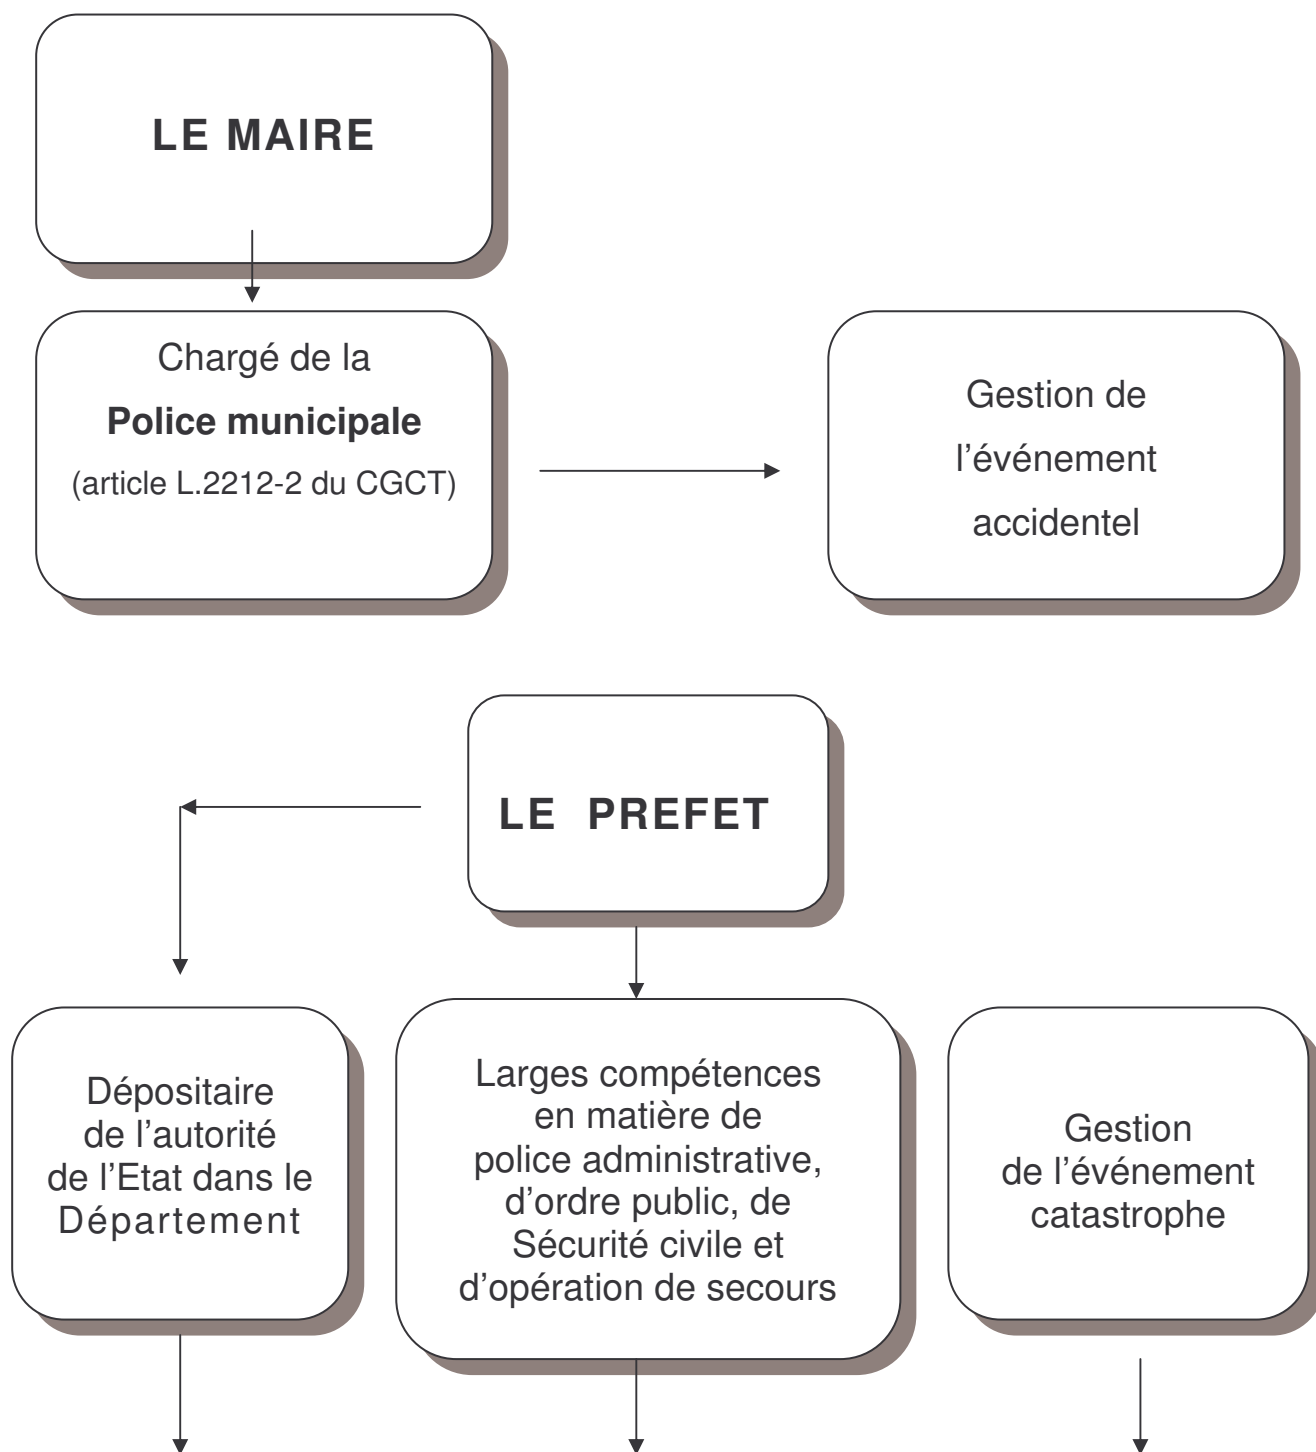 LE MAIRE
Chargé de la
Police municipale
(article L.2212-2 du CGCT)
Gestion de
l’événement
accidentel
LE PREFET
Dépositaire
de l’autorité
de l’Etat dans le
Département
Larges compétences
en matière de
police administrative,
d’ordre public, de
Sécurité civile et
d’opération de secours
Gestion
de l’événement
catastrophe